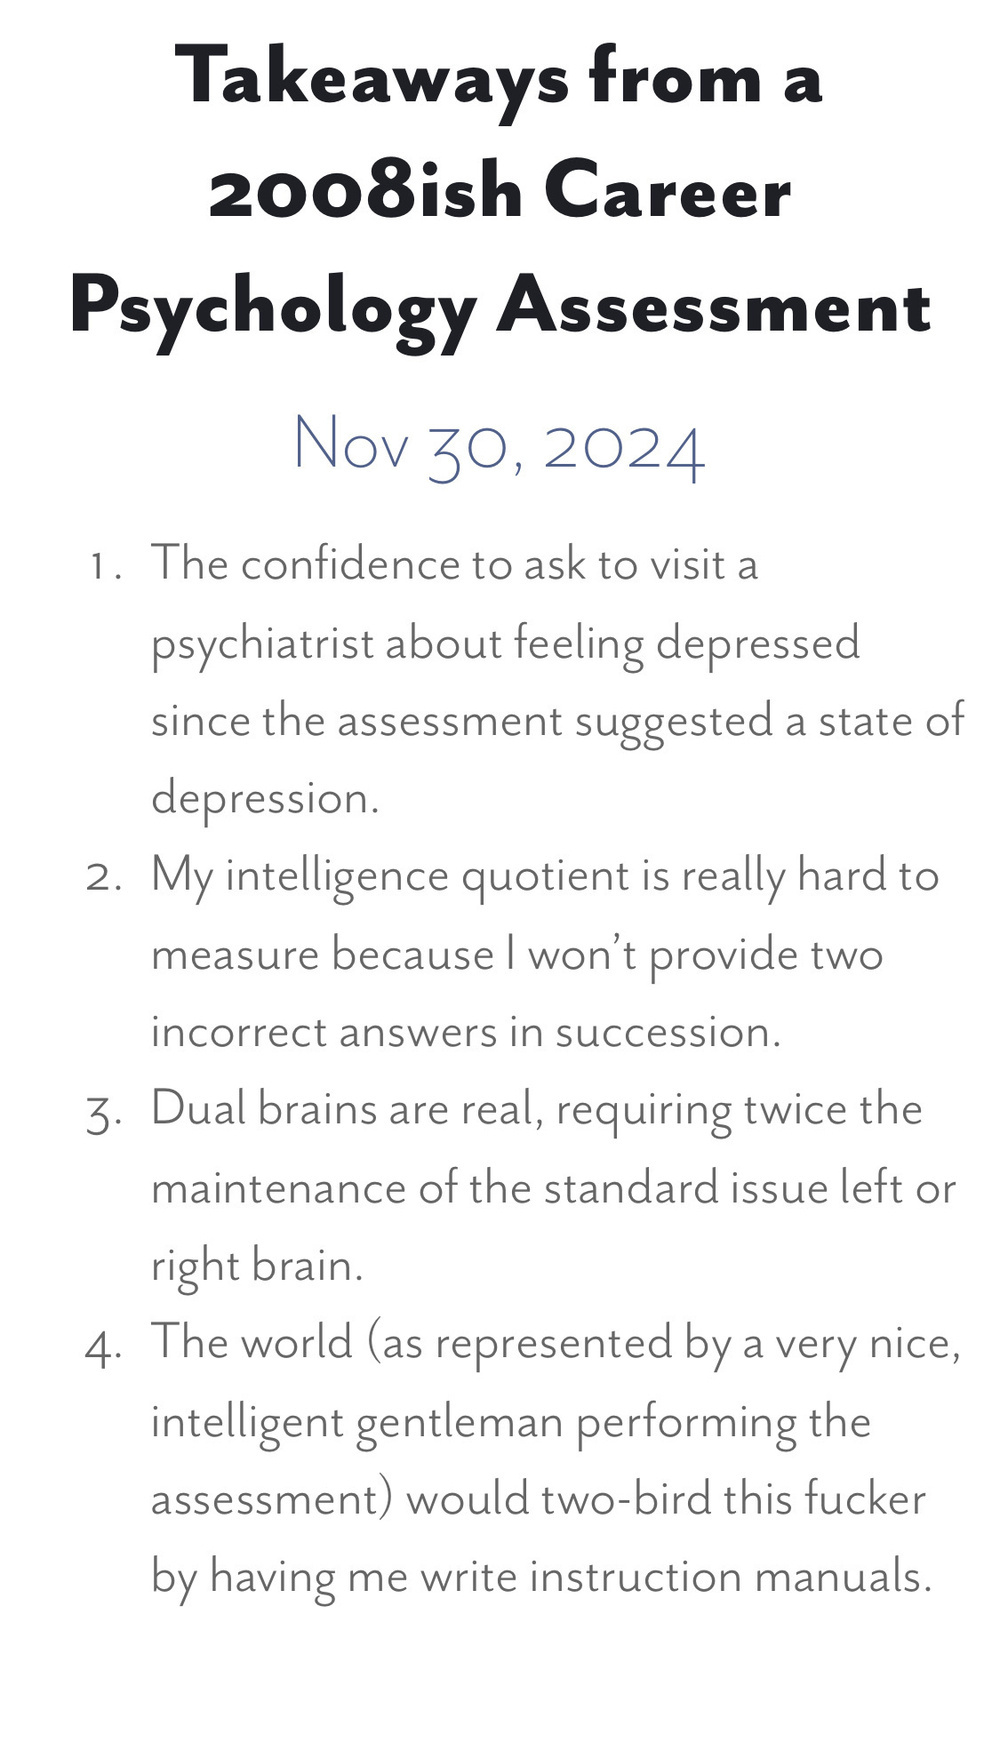 Takeaways from a
2008ish Career
Psychology Assessment
Nov 30, 2024
1. The confidence to ask to visit a
psychiatrist about feeling depressed
since the assessment suggested a state of
depression.
2. My intelligence quotient is really hard to
measure because I won’t provide two
incorrect answers in succession.
3. Dual brains are real, requiring twice the
maintenance of the standard issue left or
right brain.
4. The world (as represented by a very nice,
intelligent gentleman performing the
assessment) would two-bird this fucker
by having me write instruction manuals.